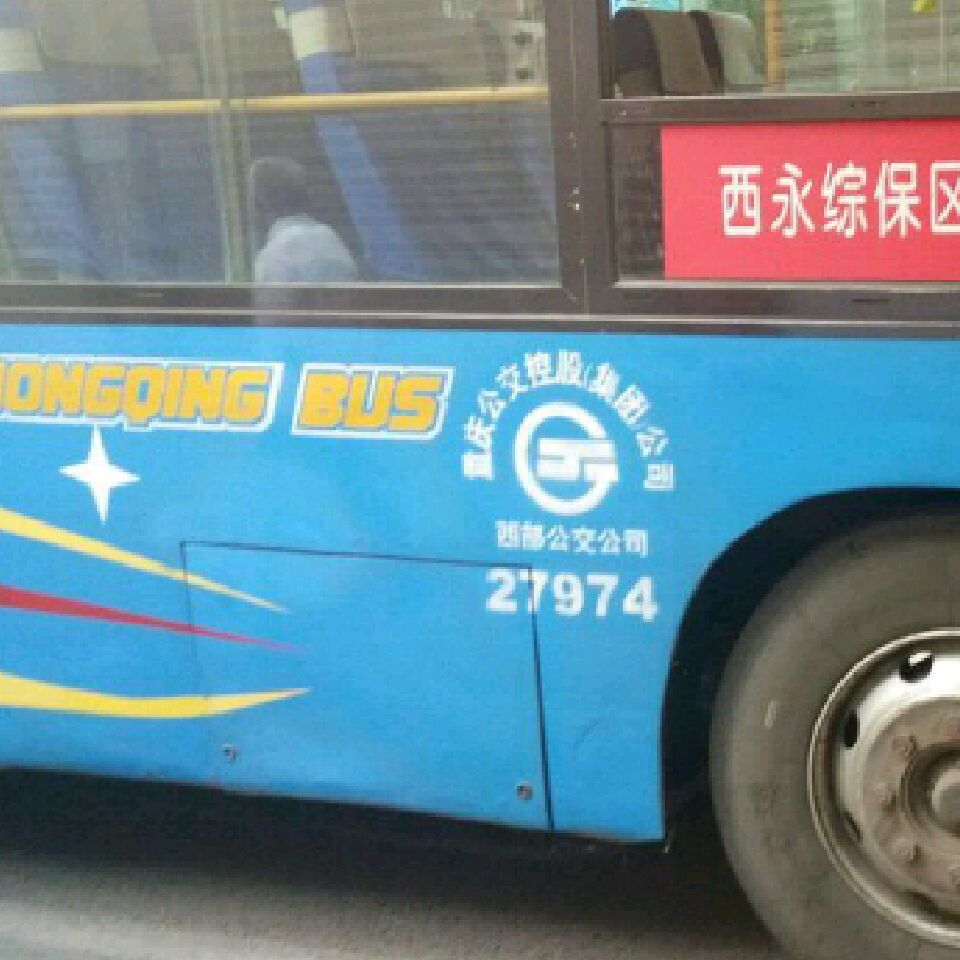 西永综保区
HONGQING BUS
重庆公交控股(集团)公司
西部公交公司
27974